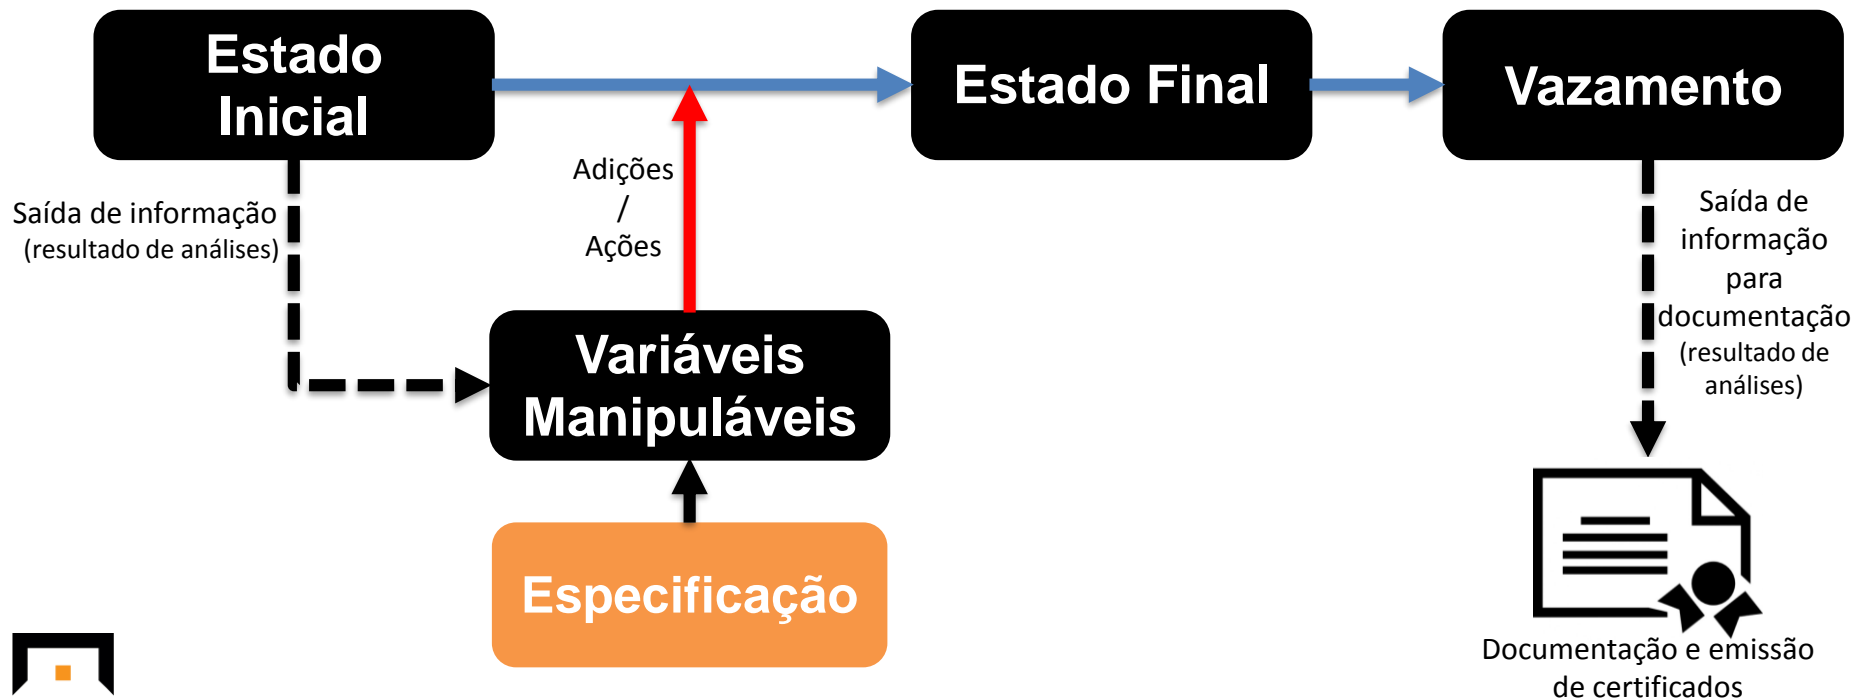 Estado
Inicial
Estado Final
Vazamento
Saída de informação
(resultado de análises)
Adições
/
Ações
Saída de
informação
para
documentação
(resultado de
análises)
Variáveis
Manipuláveis
Especificação
Documentação e emissão
de certificados